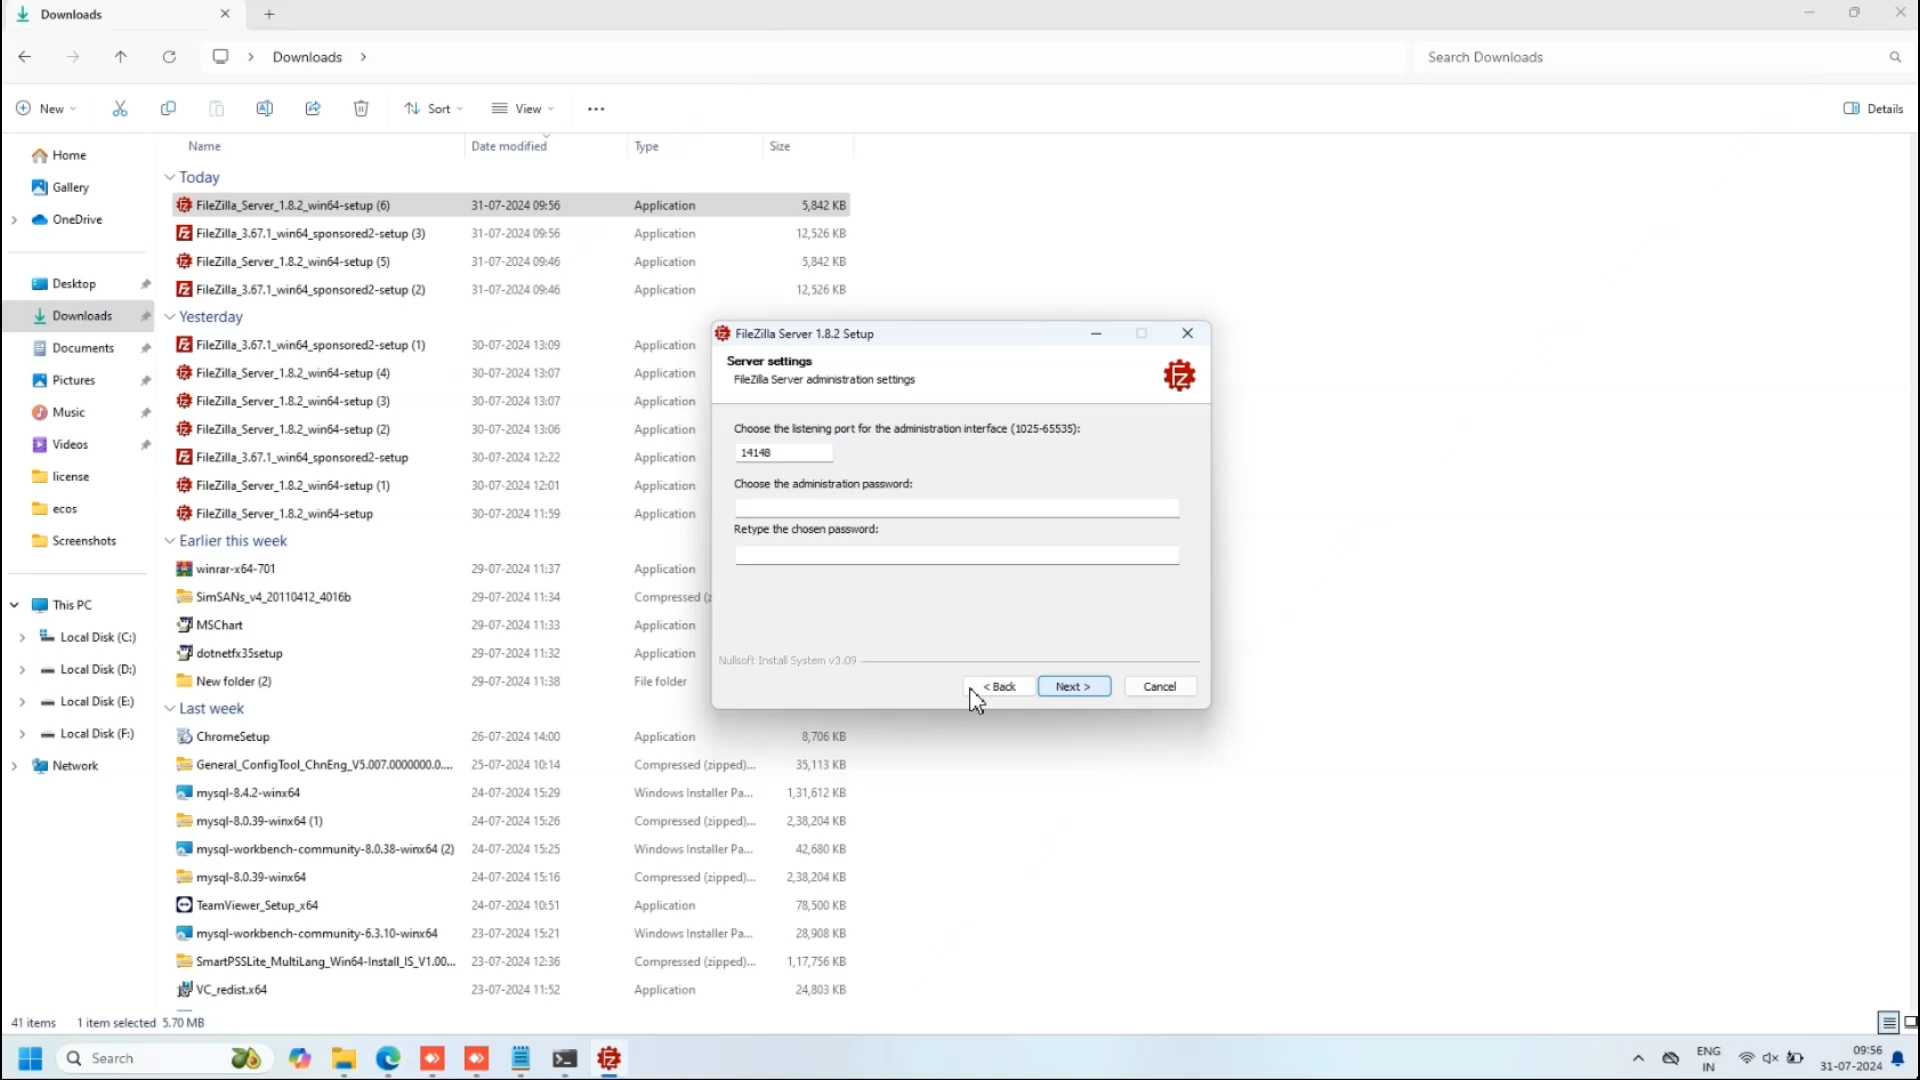 Downloads
Downloads
Search Downloads
New
Sort
View
Details
Home
Gallery
OneDrive
Desktop
Downloads
Documents
Pictures
Music
Videos
license
ecos
Screenshots
This PC
Local Disk (C:)
Local Disk (D:)
Local Disk (E:)
Local Disk (F:)
Network
Name Date modified Type Size
Today
FileZilla_Server_1.8.2_win64-setup (6) 31-07-2024 09:56 Application 5,842 KB
FileZilla_3.67.1_win64_sponsored2-setup (3) 31-07-2024 09:56 Application 12,526 KB
FileZilla_Server_1.8.2_win64-setup (5) 31-07-2024 09:46 Application 5,842 KB
FileZilla_3.67.1_win64_sponsored2-setup (2) 31-07-2024 09:46 Application 12,526 KB
Yesterday
FileZilla_3.67.1_win64_sponsored2-setup (1) 30-07-2024 13:09 Application
FileZilla_Server_1.8.2_win64-setup (4) 30-07-2024 13:07 Application
FileZilla_Server_1.8.2_win64-setup (3) 30-07-2024 13:07 Application
FileZilla_Server_1.8.2_win64-setup (2) 30-07-2024 13:06 Application
FileZilla_3.67.1_win64_sponsored2-setup 30-07-2024 12:22 Application
FileZilla_Server_1.8.2_win64-setup (1) 30-07-2024 12:01 Application
FileZilla_Server_1.8.2_win64-setup 30-07-2024 11:59 Application
Earlier this week
winrar-x64-701 29-07-2024 11:37 Application
SimSANs_v4_20110412_4016b 29-07-2024 11:34 Compressed (z
MSChart 29-07-2024 11:33 Application
dotnetfx35setup 29-07-2024 11:32 Application
New folder (2) 29-07-2024 11:38 File folder
Last week
ChromeSetup 26-07-2024 14:00 Application 8,706 KB
General_ConfigTool_ChnEng_V5.007.0000000.0.... 25-07-2024 10:14 Compressed (zipped)... 35,113 KB
mysql-8.4.2-winx64 24-07-2024 15:29 Windows Installer Pa... 1,31,612 KB
mysql-8.0.39-winx64 (1) 24-07-2024 15:26 Compressed (zipped)... 2,38,204 KB
mysql-workbench-community-8.0.38-winx64 (2) 24-07-2024 15:25 Windows Installer Pa... 42,680 KB
mysql-8.0.39-winx64 24-07-2024 15:16 Compressed (zipped)... 2,38,204 KB
TeamViewer_Setup_x64 24-07-2024 10:51 Application 78,500 KB
mysql-workbench-community-6.3.10-winx64 23-07-2024 15:21 Windows Installer Pa... 28,908 KB
SmartPSSLite_MultiLang_Win64-Install_IS_V1.00... 23-07-2024 12:36 Compressed (zipped)... 1,17,756 KB
VC_redist.x64 23-07-2024 11:52 Application 24,803 KB
FileZilla Server 1.8.2 Setup
Server settings
FileZilla Server administration settings
Choose the listening port for the administration interface (1025-65535):
14148
Choose the administration password:
Retype the chosen password:
Nullsoft Install System v3.09
< Back
Next >
Cancel
41 items 1 item selected 5.70 MB
Search
ENG
IN
09:56
31-07-2024